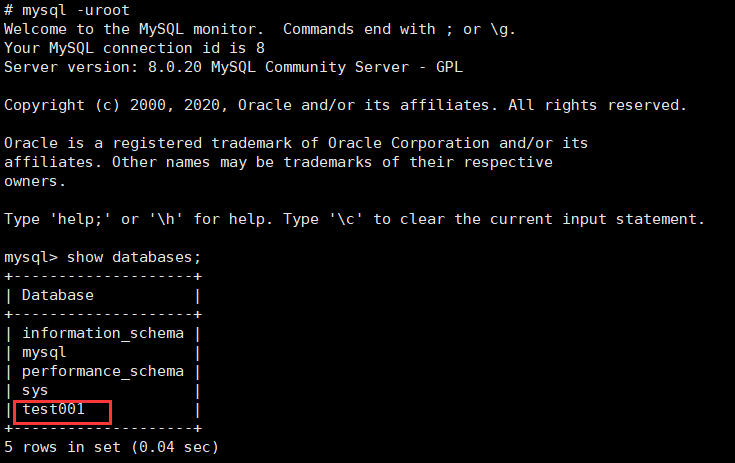 # mysql -uroot
Welcome to the MySQL monitor.  Commands end with ; or \g.
Your MySQL connection id is 8
Server version: 8.0.20 MySQL Community Server - GPL

Copyright (c) 2000, 2020, Oracle and/or its affiliates. All rights reserved.

Oracle is a registered trademark of Oracle Corporation and/or its
affiliates. Other names may be trademarks of their respective
owners.

Type 'help;' or '\h' for help. Type '\c' to clear the current input statement.

mysql> show databases;
+--------------------+
| Database           |
+--------------------+
| information_schema |
| mysql              |
| performance_schema |
| sys                |
| test001            |
+--------------------+
5 rows in set (0.04 sec)